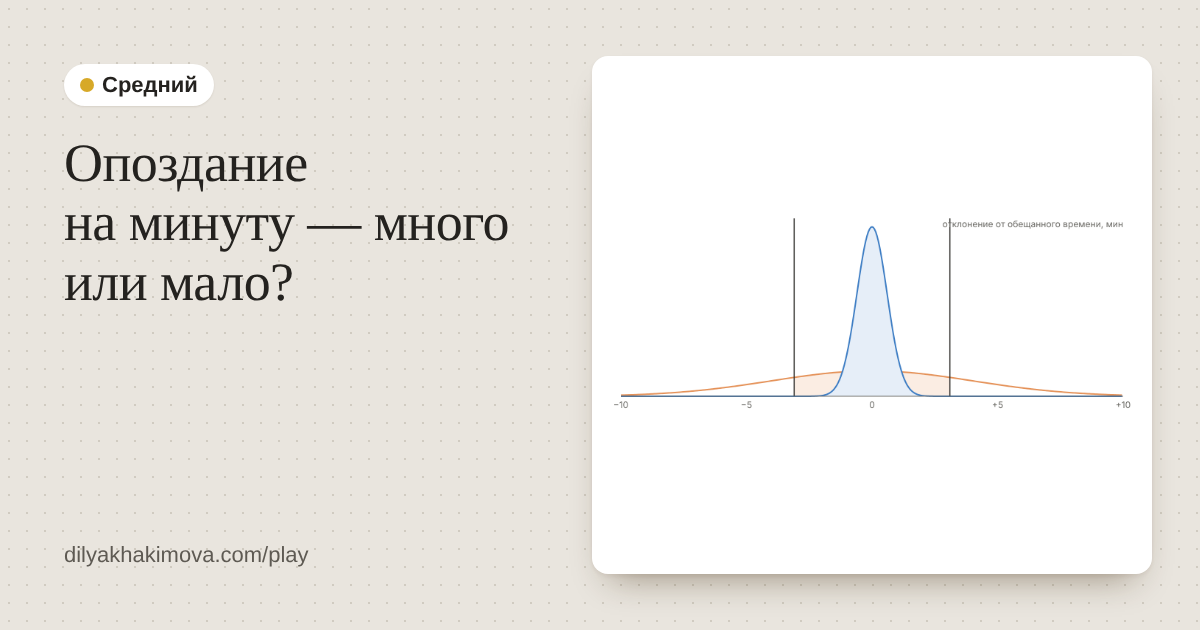 Средний
Опоздание
на минуту — много
или мало?
отклонение от обещанного времени, мин
−10 −5 0 +5 +10
dilyakhakimova.com/play